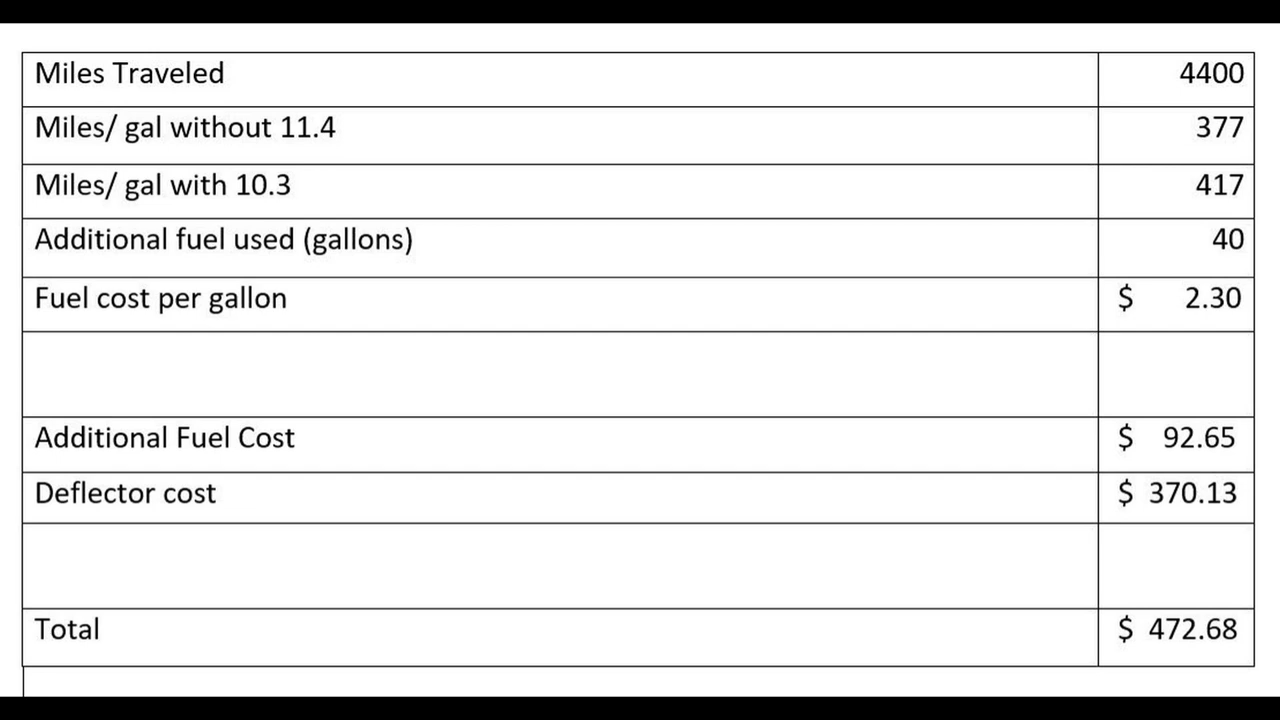 Miles Traveled 4400
Miles/ gal without 11.4 377
Miles/ gal with 10.3 417
Additional fuel used (gallons) 40
Fuel cost per gallon $ 2.30
Additional Fuel Cost $ 92.65
Deflector cost $ 370.13
Total $ 472.68